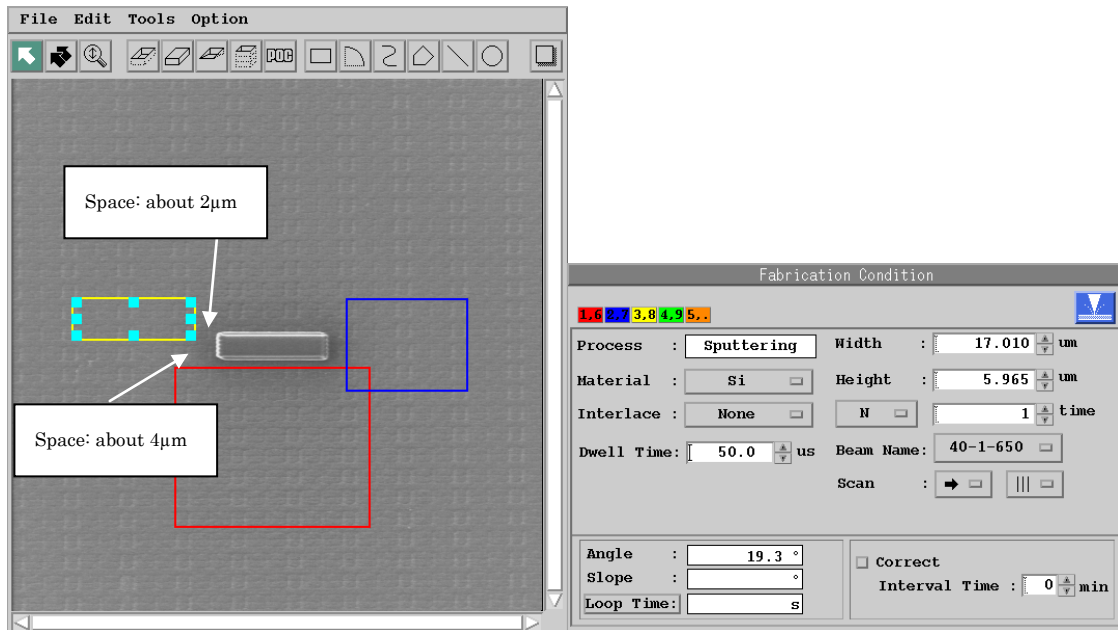 File Edit Tools Option
POG
Space: about 2µm
Space: about 4µm
Fabrication Condition
1,6 2,7 3,8 4,9 5,.
Process : Sputtering Width : 17.010 um
Material : Si Height : 5.965 um
Interlace : None N 1 time
Dwell Time: 50.0 us Beam Name: 40-1-650
Scan :
Angle : 19.3 °
Slope : °
Loop Time: s
Correct
Interval Time : 0 min